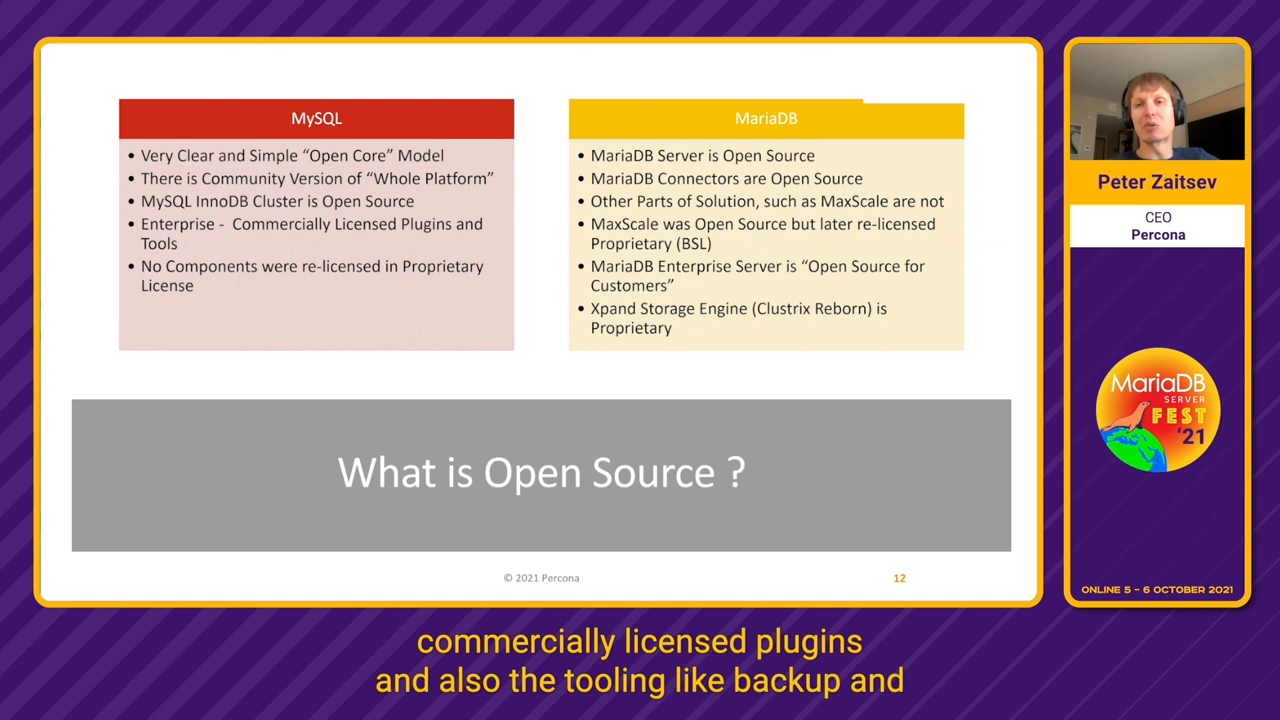 MySQL
• Very Clear and Simple “Open Core” Model
• There is Community Version of “Whole Platform”
• MySQL InnoDB Cluster is Open Source
• Enterprise - Commercially Licensed Plugins and
Tools
• No Components were re-licensed in Proprietary
License
MariaDB
• MariaDB Server is Open Source
• MariaDB Connectors are Open Source
• Other Parts of Solution, such as MaxScale are not
• MaxScale was Open Source but later re-licensed
Proprietary (BSL)
• MariaDB Enterprise Server is “Open Source for
Customers”
• Xpand Storage Engine (Clustrix Reborn) is
Proprietary
What is Open Source ?
© 2021 Percona
12
Peter Zaitsev
CEO
Percona
MariaDB
SERVER
FEST
'21
ONLINE 5 – 6 OCTOBER 2021
commercially licensed plugins
and also the tooling like backup and